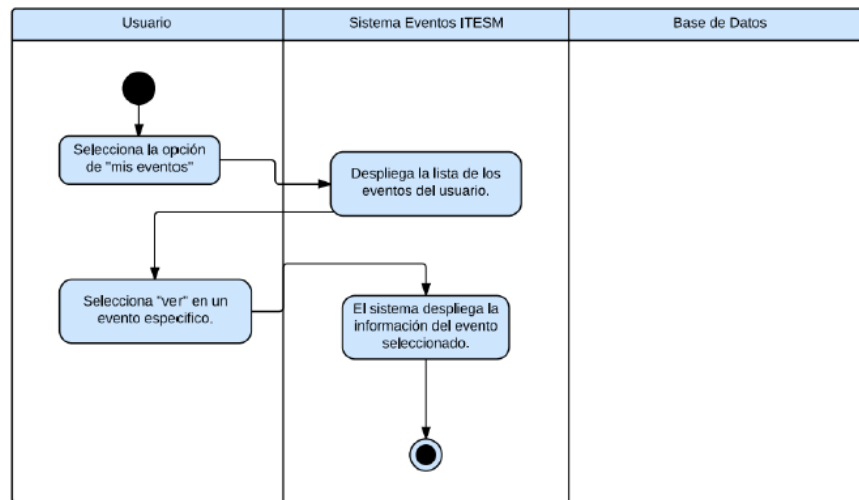 Usuario
Sistema Eventos ITESM
Base de Datos
Selecciona la opción
de "mis eventos"
Despliega la lista de los
eventos del usuario.
Selecciona "ver" en un
evento especifico.
El sistema despliega la
información del evento
seleccionado.